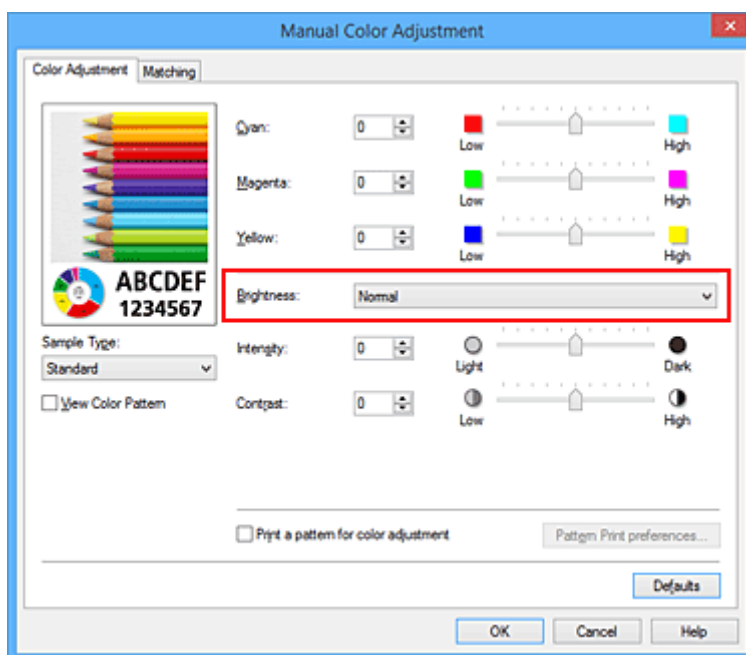 Manual Color Adjustment
Color Adjustment Matching
Cyan: 0 Low High
Magenta: 0 Low High
Yellow: 0 Low High
ABCDEF
1234567
Brightness: Normal
Sample Type:
Standard
Intensity: 0 Light Dark
View Color Pattern
Contrast: 0 Low High
Print a pattern for color adjustment Pattern Print preferences...
Defaults
OK Cancel Help